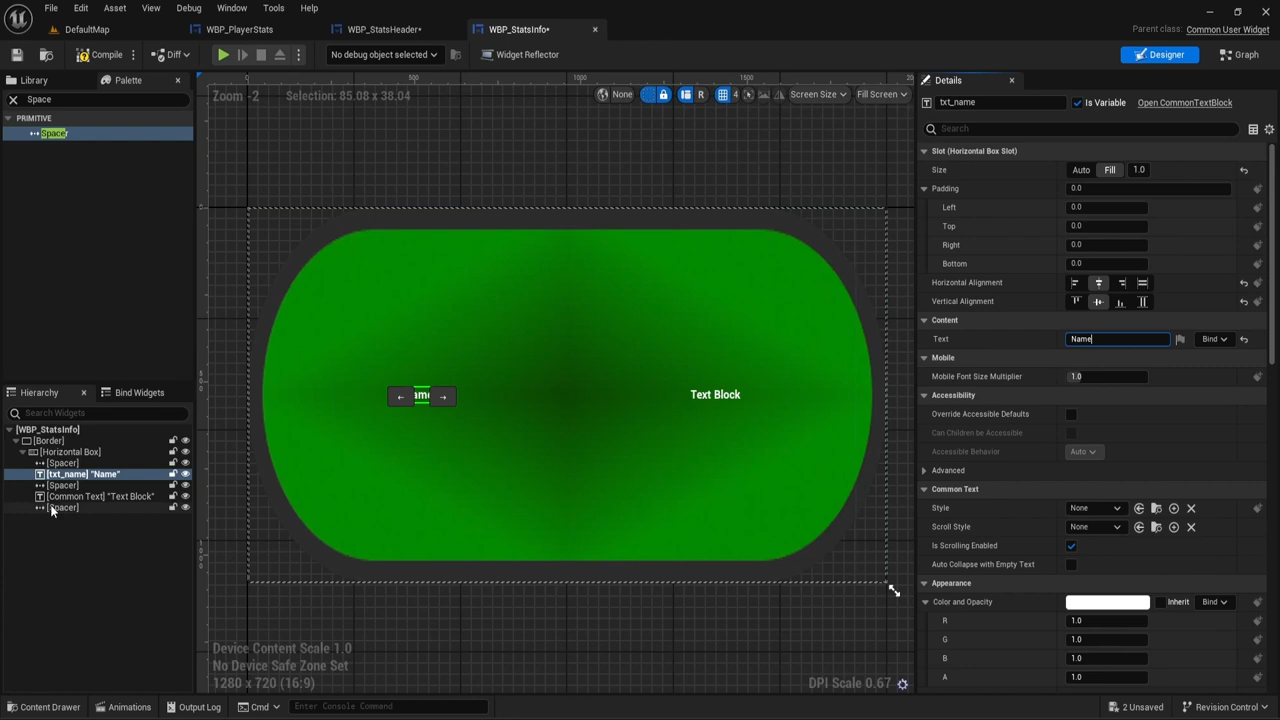 File Edit Asset View Debug Window Tools Help
DefaultMap WBP_PlayerStats WBP_StatsHeader* WBP_StatsInfo*
Parent class: Common User Widget
Compile Diff No debug object selected Widget Reflector Designer Graph
Library Palette Zoom -2 Selection: 85.08 x 38.04 None R 4 Screen Size Fill Screen Details
0 500 1000 1500
Space
PRIMITIVE
Spacer
txt_name Is Variable Open CommonTextBlock
Search
Slot (Horizontal Box Slot)
Size Auto Fill 1.0
Padding 0.0
Left 0.0
Top 0.0
Right 0.0
Bottom 0.0
Horizontal Alignment
Vertical Alignment
Content
Text Name Bind
Mobile
Mobile Font Size Multiplier 1.0
Accessibility
Override Accessible Defaults
Can Children be Accessible
Accessible Behavior Auto
Advanced
Common Text
Style None
Scroll Style None
Is Scrolling Enabled
Auto Collapse with Empty Text
Appearance
Color and Opacity Inherit Bind
R 1.0
G 1.0
B 1.0
A 1.0
Text Block
Hierarchy Bind Widgets
Search Widgets
[WBP_StatsInfo]
[Border]
[Horizontal Box]
[Spacer]
[txt_name] "Name"
[Spacer]
[Common Text] "Text Block"
[Spacer]
Device Content Scale 1.0
No Device Safe Zone Set
1280 x 720 (16:9)
DPI Scale 0.67
Content Drawer Animations Output Log Cmd Enter Console Command 2 Unsaved Revision Control